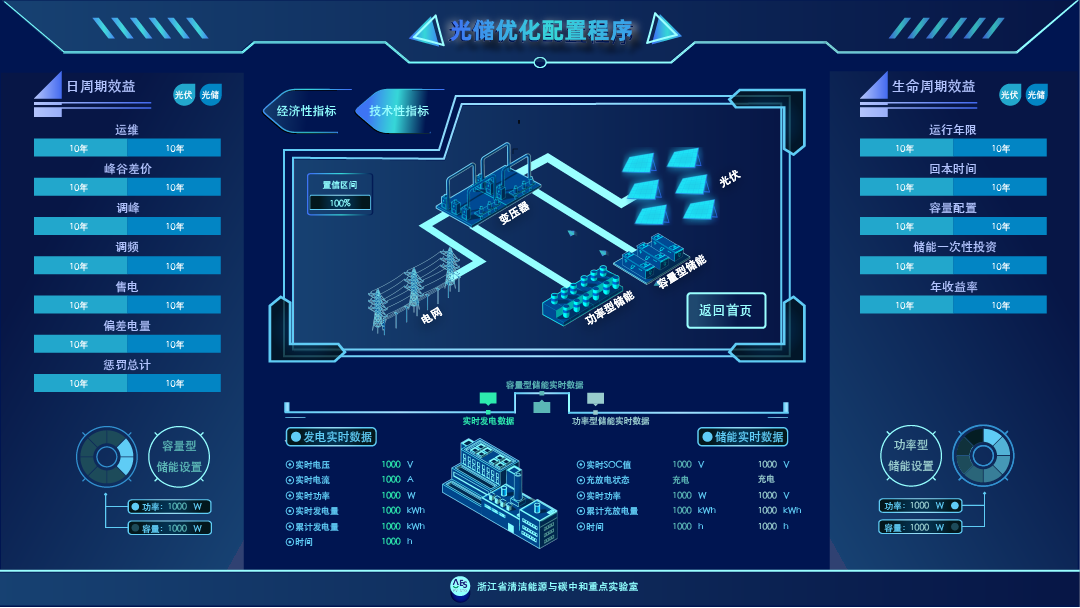 光储优化配置程序
日周期效益
光伏 光储
运维
10年 10年
峰谷差价
10年 10年
调峰
10年 10年
调频
10年 10年
售电
10年 10年
偏差电量
10年 10年
惩罚总计
10年 10年
容量型
储能设置
功率: 1000 W
容量: 1000 W
经济性指标 技术性指标
置信区间
100%
变压器
光伏
电网
功率型储能
容量型储能
返回首页
容量型储能实时数据
实时发电数据
功率型储能实时数据
发电实时数据
实时电压 1000 V
实时电流 1000 A
实时功率 1000 W
实时发电量 1000 kWh
累计发电量 1000 kWh
时间 1000 h
储能实时数据
实时SOC值 1000 V 1000 V
充放电状态 充电 充电
实时功率 1000 W 1000 V
累计充放电量 1000 kWh 1000 kWh
时间 1000 h 1000 h
生命周期效益
光伏 光储
运行年限
10年 10年
回本时间
10年 10年
容量配置
10年 10年
储能一次性投资
10年 10年
年收益率
10年 10年
功率型
储能设置
功率: 1000 W
容量: 1000 W
AES
浙江省清洁能源与碳中和重点实验室